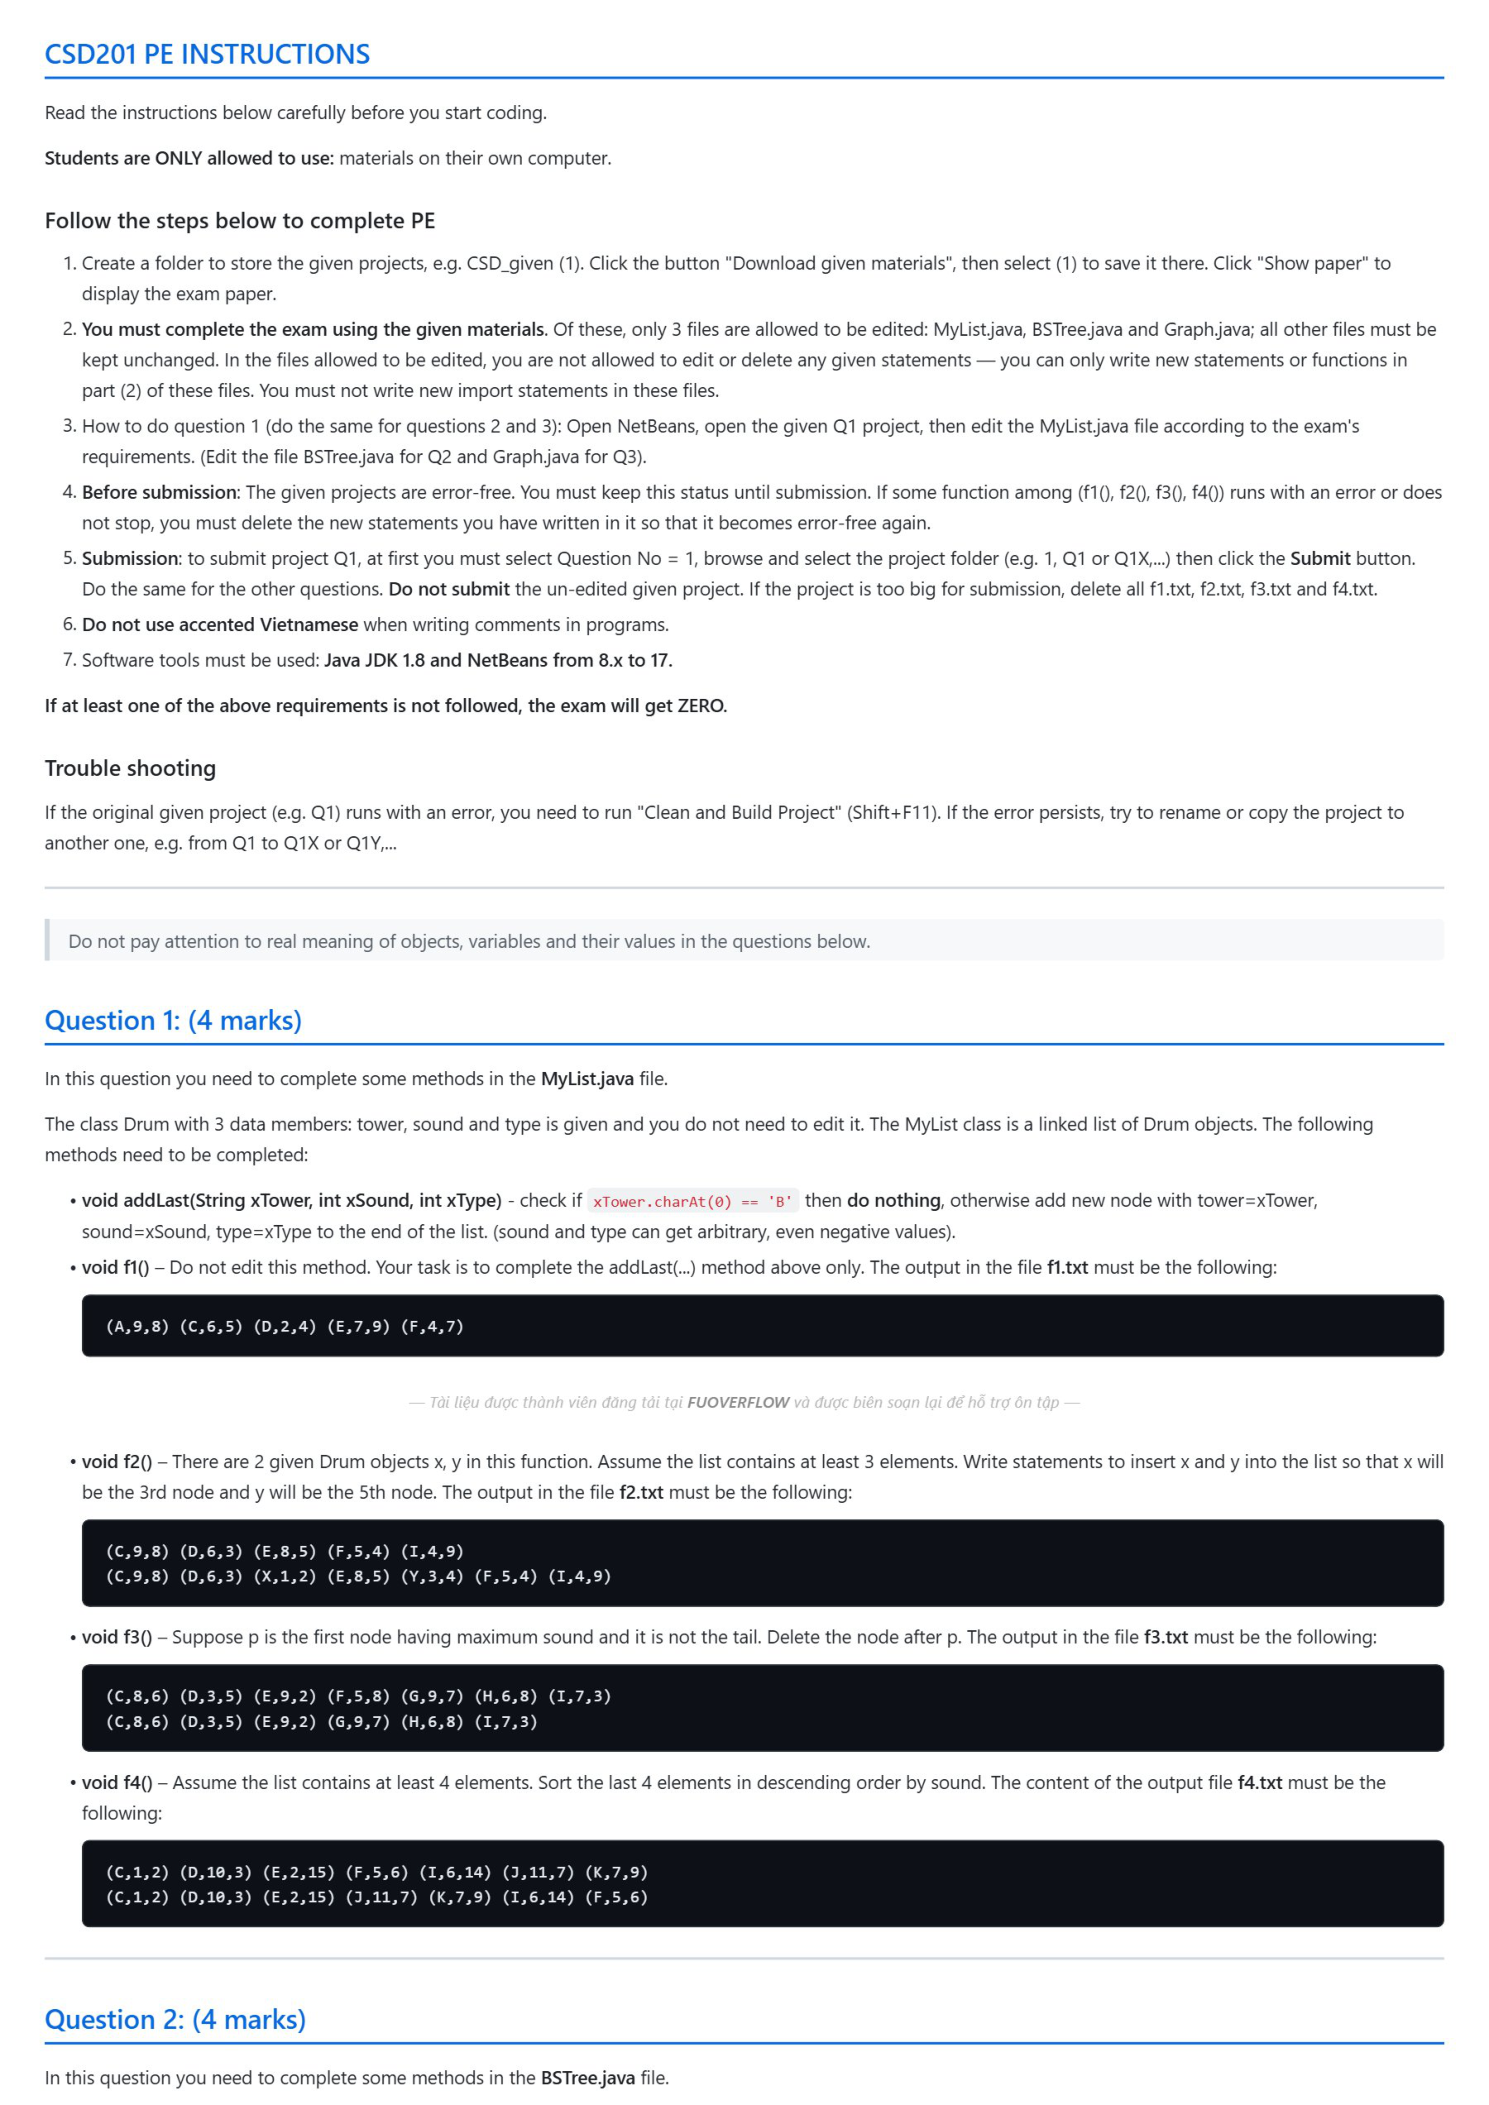 CSD201 PE INSTRUCTIONS
Read the instructions below carefully before you start coding.
Students are ONLY allowed to use: materials on their own computer.
Follow the steps below to complete PE
1. Create a folder to store the given projects, e.g. CSD_given (1). Click the button "Download given materials", then select (1) to save it there. Click "Show paper" to
display the exam paper.
2. You must complete the exam using the given materials. Of these, only 3 files are allowed to be edited: MyList.java, BSTree.java and Graph.java; all other files must be
kept unchanged. In the files allowed to be edited, you are not allowed to edit or delete any given statements — you can only write new statements or functions in
part (2) of these files. You must not write new import statements in these files.
3. How to do question 1 (do the same for questions 2 and 3): Open NetBeans, open the given Q1 project, then edit the MyList.java file according to the exam's
requirements. (Edit the file BSTree.java for Q2 and Graph.java for Q3).
4. Before submission: The given projects are error-free. You must keep this status until submission. If some function among (f1(), f2(), f3(), f4()) runs with an error or does
not stop, you must delete the new statements you have written in it so that it becomes error-free again.
5. Submission: to submit project Q1, at first you must select Question No = 1, browse and select the project folder (e.g. 1, Q1 or Q1X,...) then click the Submit button.
Do the same for the other questions. Do not submit the un-edited given project. If the project is too big for submission, delete all f1.txt, f2.txt, f3.txt and f4.txt.
6. Do not use accented Vietnamese when writing comments in programs.
7. Software tools must be used: Java JDK 1.8 and NetBeans from 8.x to 17.
If at least one of the above requirements is not followed, the exam will get ZERO.
Trouble shooting
If the original given project (e.g. Q1) runs with an error, you need to run "Clean and Build Project" (Shift+F11). If the error persists, try to rename or copy the project to
another one, e.g. from Q1 to Q1X or Q1Y,...
Do not pay attention to real meaning of objects, variables and their values in the questions below.
Question 1: (4 marks)
In this question you need to complete some methods in the MyList.java file.
The class Drum with 3 data members: tower, sound and type is given and you do not need to edit it. The MyList class is a linked list of Drum objects. The following
methods need to be completed:
• void addLast(String xTower, int xSound, int xType) - check if xTower.charAt(0) == 'B' then do nothing, otherwise add new node with tower=xTower,
sound=xSound, type=xType to the end of the list. (sound and type can get arbitrary, even negative values).
• void f1() – Do not edit this method. Your task is to complete the addLast(...) method above only. The output in the file f1.txt must be the following:
(A,9,8) (C,6,5) (D,2,4) (E,7,9) (F,4,7)
— Tài liệu được thành viên đăng tải tại FUOVERFLOW và được biên soạn lại để hỗ trợ ôn tập —
• void f2() – There are 2 given Drum objects x, y in this function. Assume the list contains at least 3 elements. Write statements to insert x and y into the list so that x will
be the 3rd node and y will be the 5th node. The output in the file f2.txt must be the following:
(C,9,8) (D,6,3) (E,8,5) (F,5,4) (I,4,9)
(C,9,8) (D,6,3) (X,1,2) (E,8,5) (Y,3,4) (F,5,4) (I,4,9)
• void f3() – Suppose p is the first node having maximum sound and it is not the tail. Delete the node after p. The output in the file f3.txt must be the following:
(C,8,6) (D,3,5) (E,9,2) (F,5,8) (G,9,7) (H,6,8) (I,7,3)
(C,8,6) (D,3,5) (E,9,2) (G,9,7) (H,6,8) (I,7,3)
• void f4() – Assume the list contains at least 4 elements. Sort the last 4 elements in descending order by sound. The content of the output file f4.txt must be the
following:
(C,1,2) (D,10,3) (E,2,15) (F,5,6) (I,6,14) (J,11,7) (K,7,9)
(C,1,2) (D,10,3) (E,2,15) (J,11,7) (K,7,9) (I,6,14) (F,5,6)
Question 2: (4 marks)
In this question you need to complete some methods in the BSTree.java file.